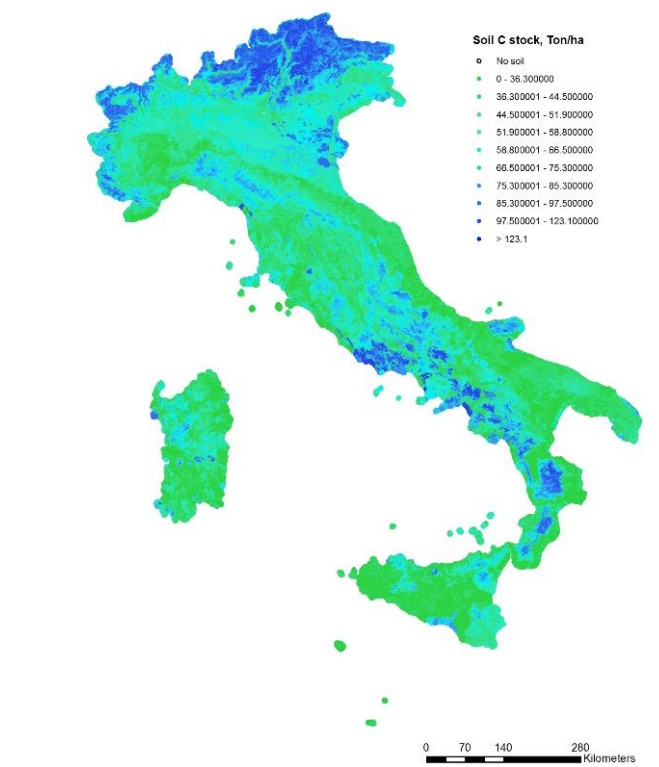 Soil C stock, Ton/ha
No soil
0 - 36.300000
36.300001 - 44.500000
44.500001 - 51.900000
51.900001 - 58.800000
58.800001 - 66.500000
66.500001 - 75.300000
75.300001 - 85.300000
85.300001 - 97.500000
97.500001 - 123.100000
> 123.1
0 70 140 280
Kilometers